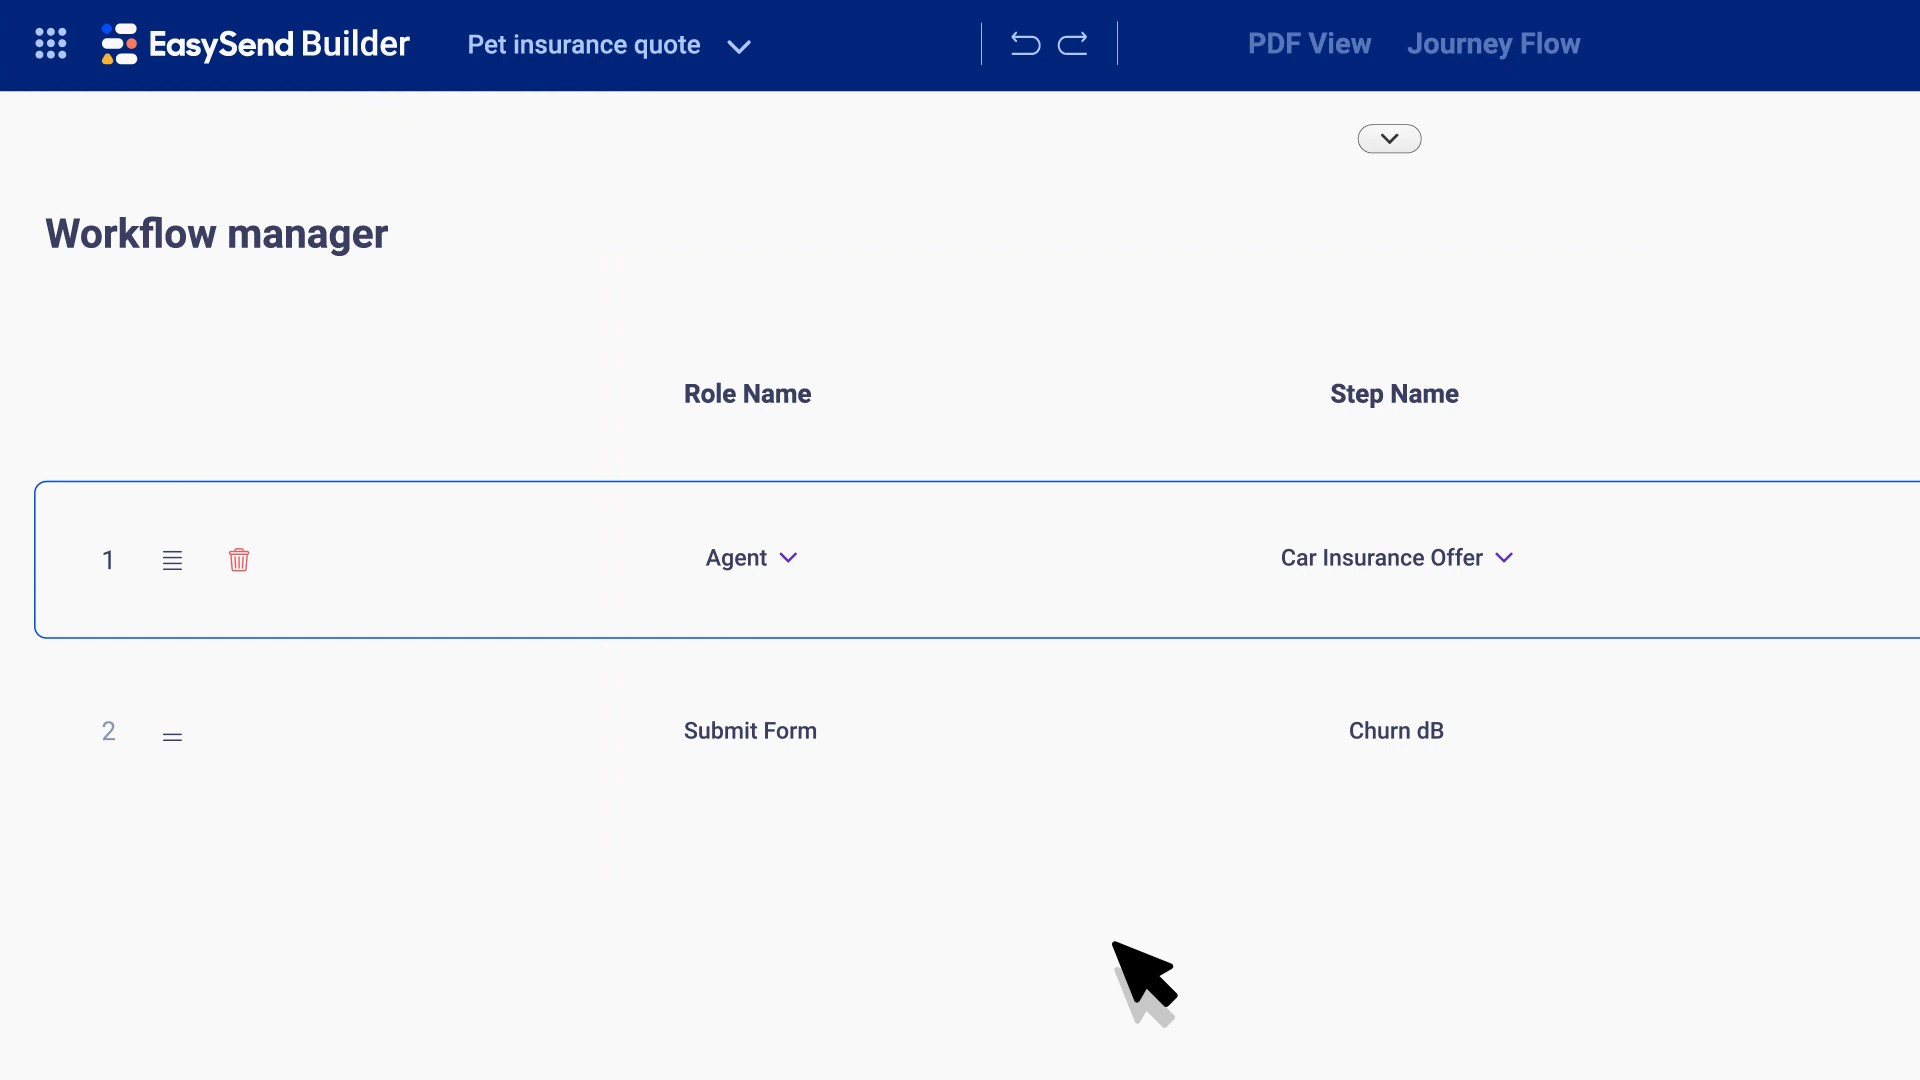 EasySend Builder
Pet insurance quote
PDF View
Journey Flow
Workflow manager
Role Name
Step Name
1
Agent
Car Insurance Offer
2
Submit Form
Churn dB